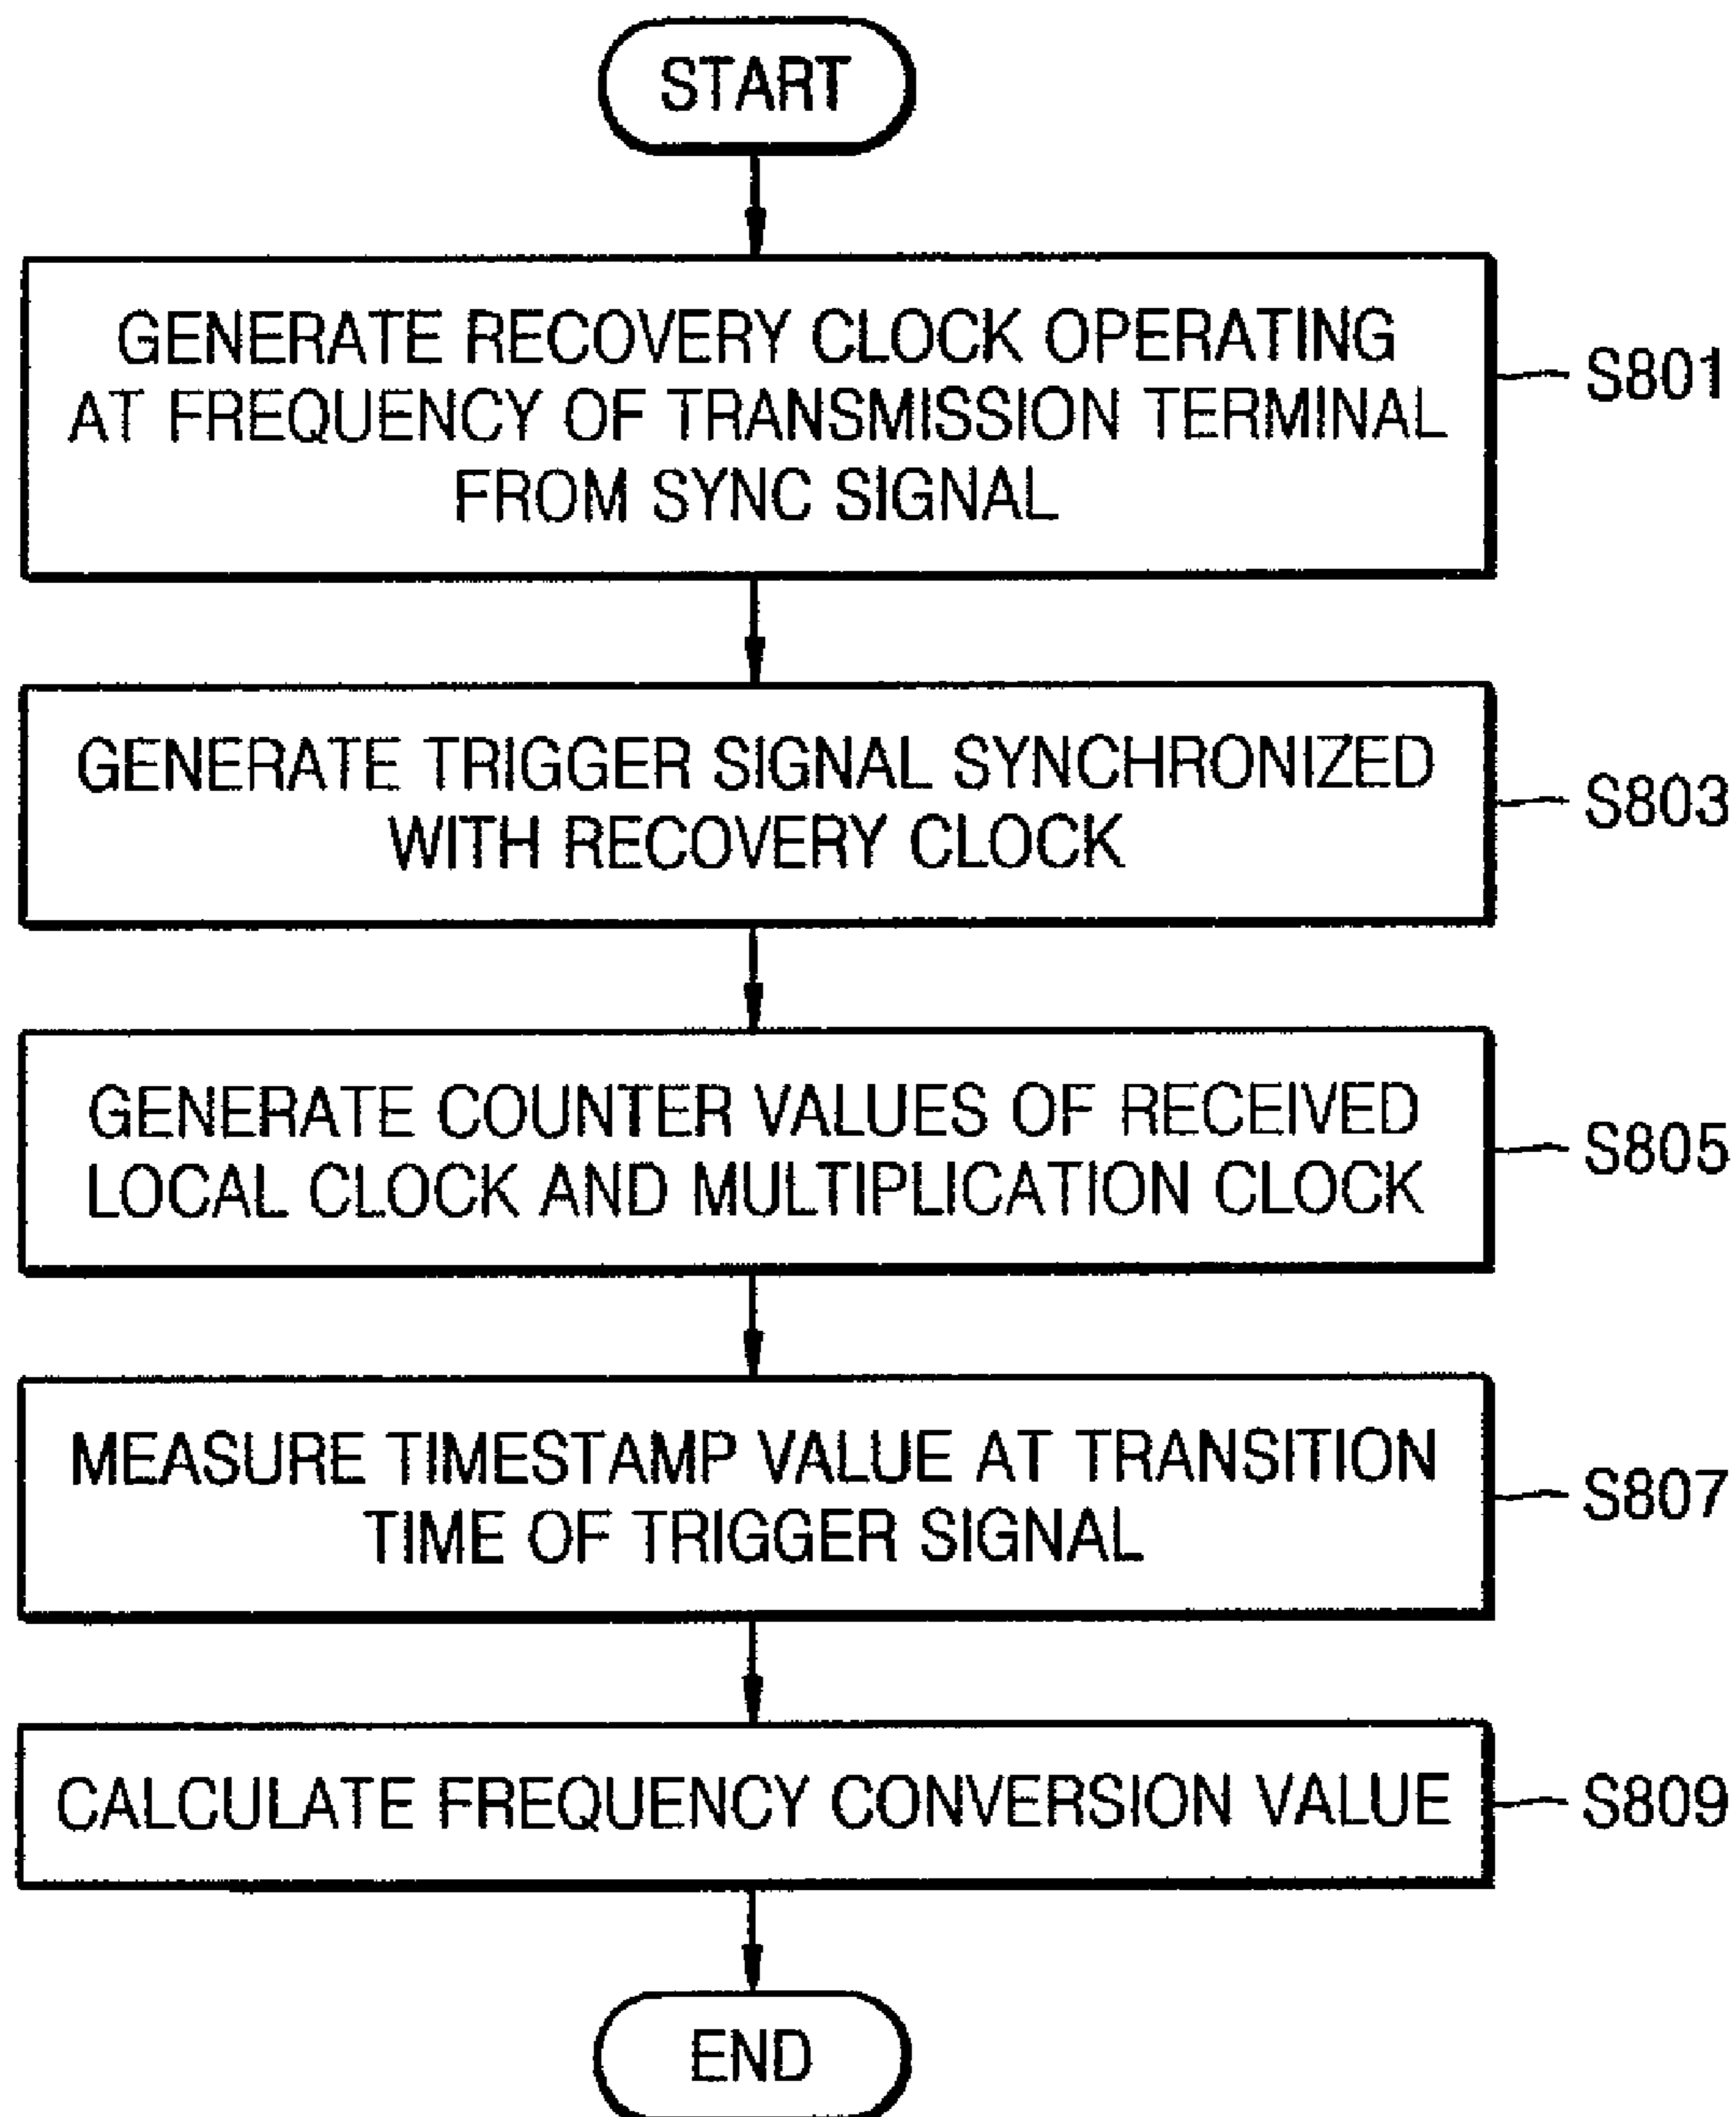 START
GENERATE RECOVERY CLOCK OPERATING
AT FREQUENCY OF TRANSMISSION TERMINAL
FROM SYNC SIGNAL
S801
GENERATE TRIGGER SIGNAL SYNCHRONIZED
WITH RECOVERY CLOCK
S803
GENERATE COUNTER VALUES OF RECEIVED
LOCAL CLOCK AND MULTIPLICATION CLOCK
S805
MEASURE TIMESTAMP VALUE AT TRANSITION
TIME OF TRIGGER SIGNAL
S807
CALCULATE FREQUENCY CONVERSION VALUE
S809
END